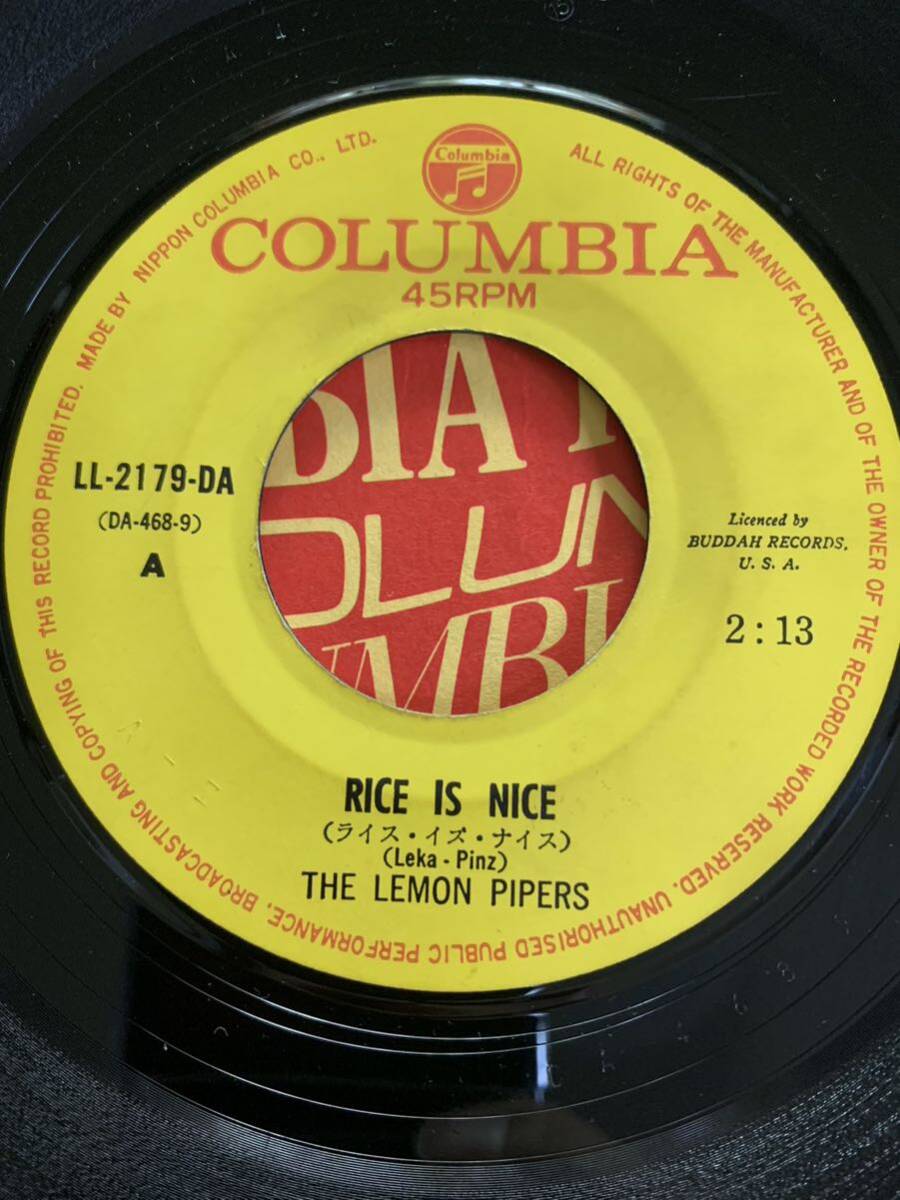 Columbia
COLUMBIA
45RPM
MADE BY NIPPON COLUMBIA CO., LTD.
ALL RIGHTS OF THE MANUFACTURER AND OF THE OWNER OF THE RECORDED WORK RESERVED. UNAUTHORISED PUBLIC PERFORMANCE, BROADCASTING AND COPYING OF THIS RECORD PROHIBITED.
LL-2179-DA
(DA-468-9)
A
Licenced by
BUDDAH RECORDS,
U. S. A.
2:13
BIA
OLUM
UMBI
RICE IS NICE
(ライス・イズ・ナイス)
(Leka - Pinz)
THE LEMON PIPERS